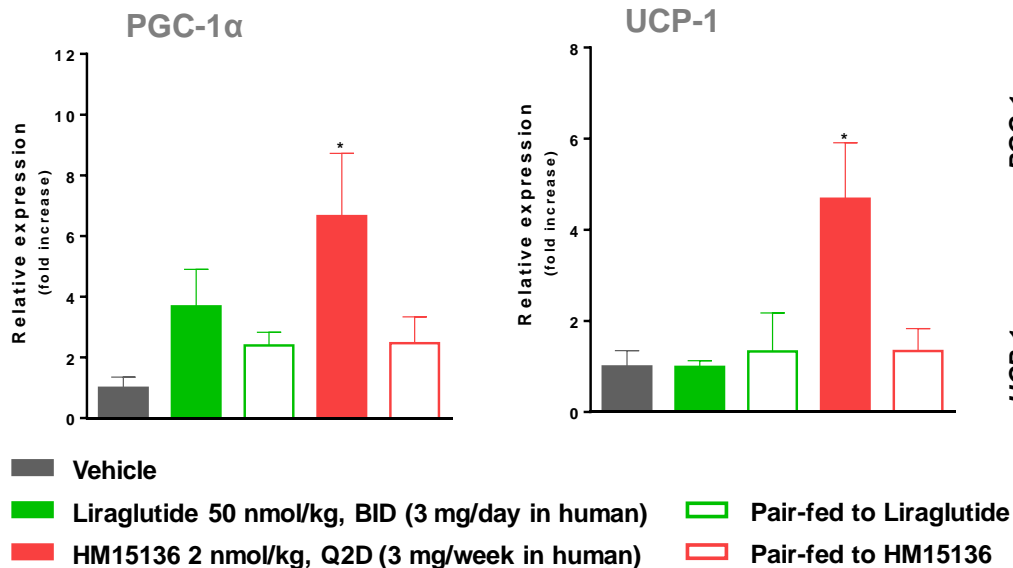 PGC-1α
Relative expression
(fold increase)
12
10
8
6
4
2
0
*
UCP-1
Relative expression
(fold increase)
8
6
4
2
0
*
Vehicle
Liraglutide 50 nmol/kg, BID (3 mg/day in human)
Pair-fed to Liraglutide
HM15136 2 nmol/kg, Q2D (3 mg/week in human)
Pair-fed to HM15136